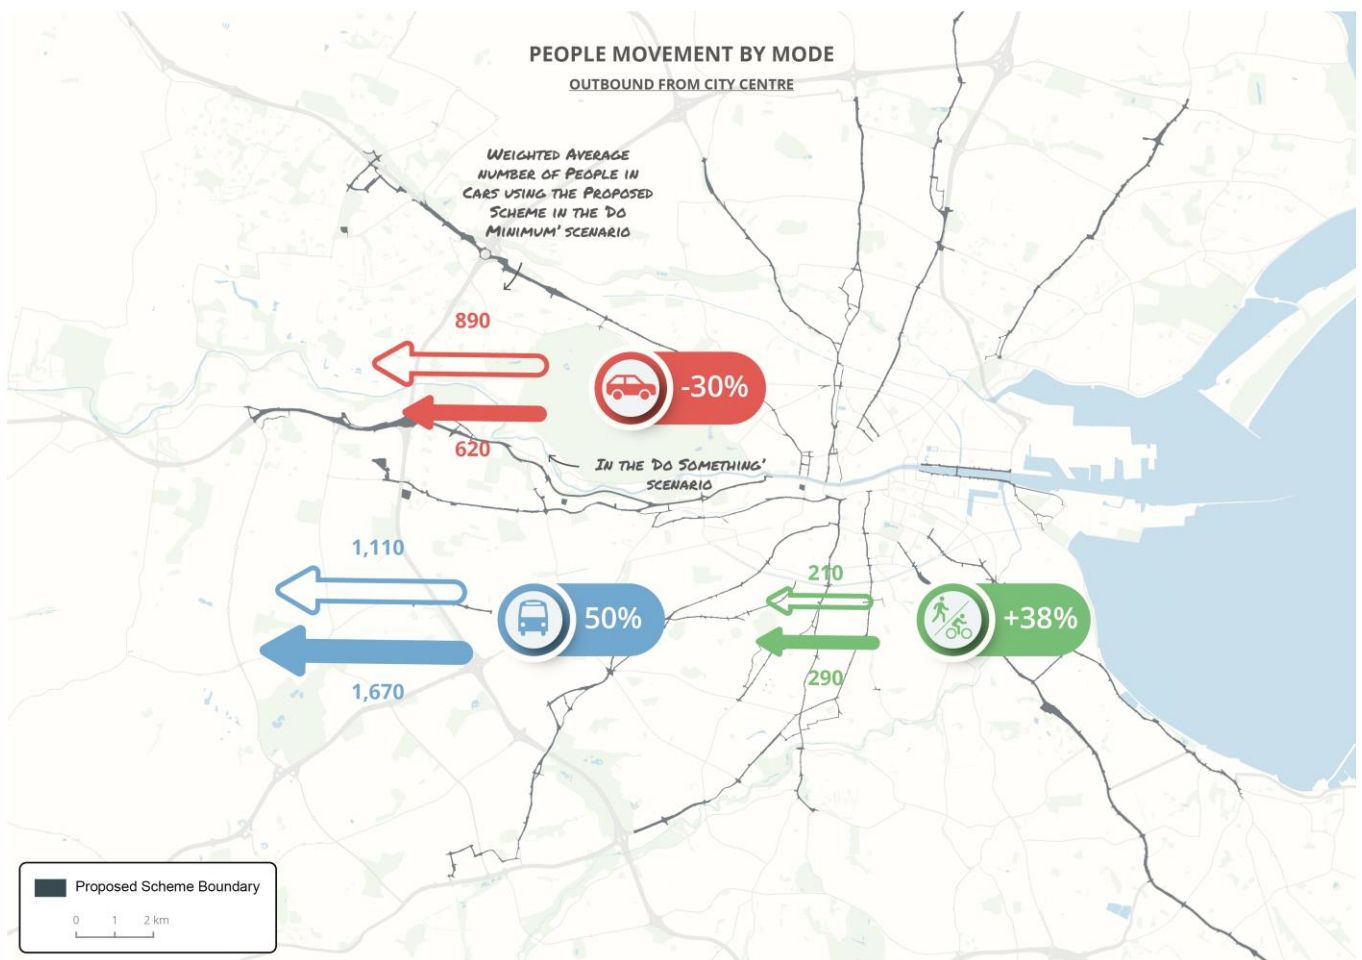 PEOPLE MOVEMENT BY MODE
OUTBOUND FROM CITY CENTRE
WEIGHTED AVERAGE
NUMBER OF PEOPLE IN
CARS USING THE PROPOSED
SCHEME IN THE 'DO
MINIMUM' SCENARIO
890
-30%
620
IN THE 'DO SOMETHING'
SCENARIO
1,110
50%
1,670
210
+38%
290
Proposed Scheme Boundary
0 1 2 km